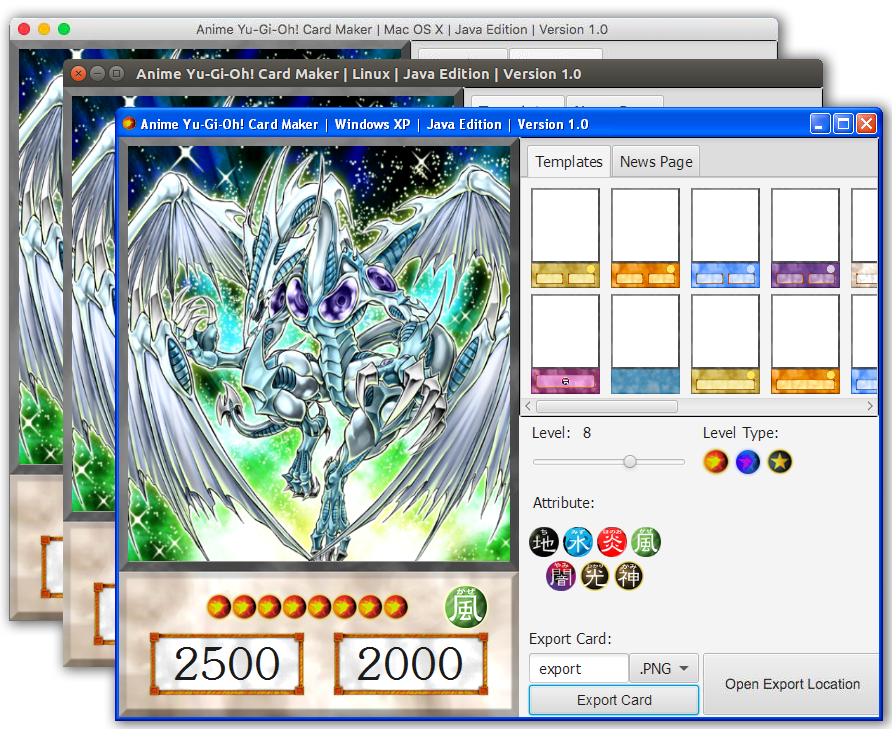 Anime Yu-Gi-Oh! Card Maker | Mac OS X | Java Edition | Version 1.0
Anime Yu-Gi-Oh! Card Maker | Linux | Java Edition | Version 1.0
Anime Yu-Gi-Oh! Card Maker | Windows XP | Java Edition | Version 1.0
Templates News Page
Level: 8 Level Type:
Attribute:
地 水 炎 風
闇 光 神
かぜ
風
2500 2000
Export Card:
export .PNG
Export Card
Open Export Location